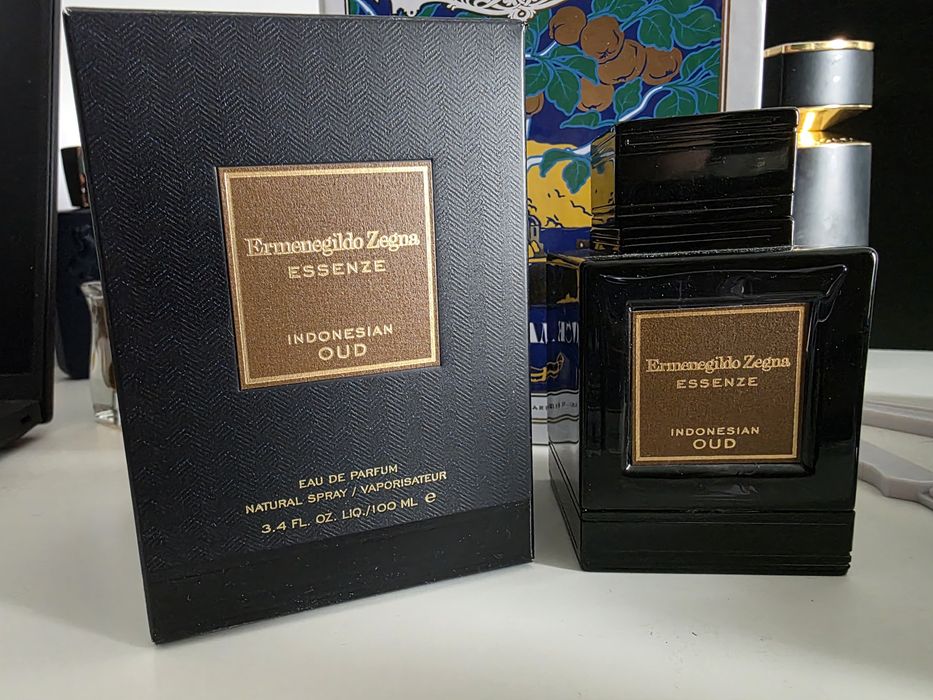 Ermenegildo Zegna
ESSENZE
INDONESIAN
OUD
EAU DE PARFUM
NATURAL SPRAY / VAPORISATEUR
3.4 FL. OZ. LIQ./100 ML ℮
Ermenegildo Zegna
ESSENZE
INDONESIAN
OUD